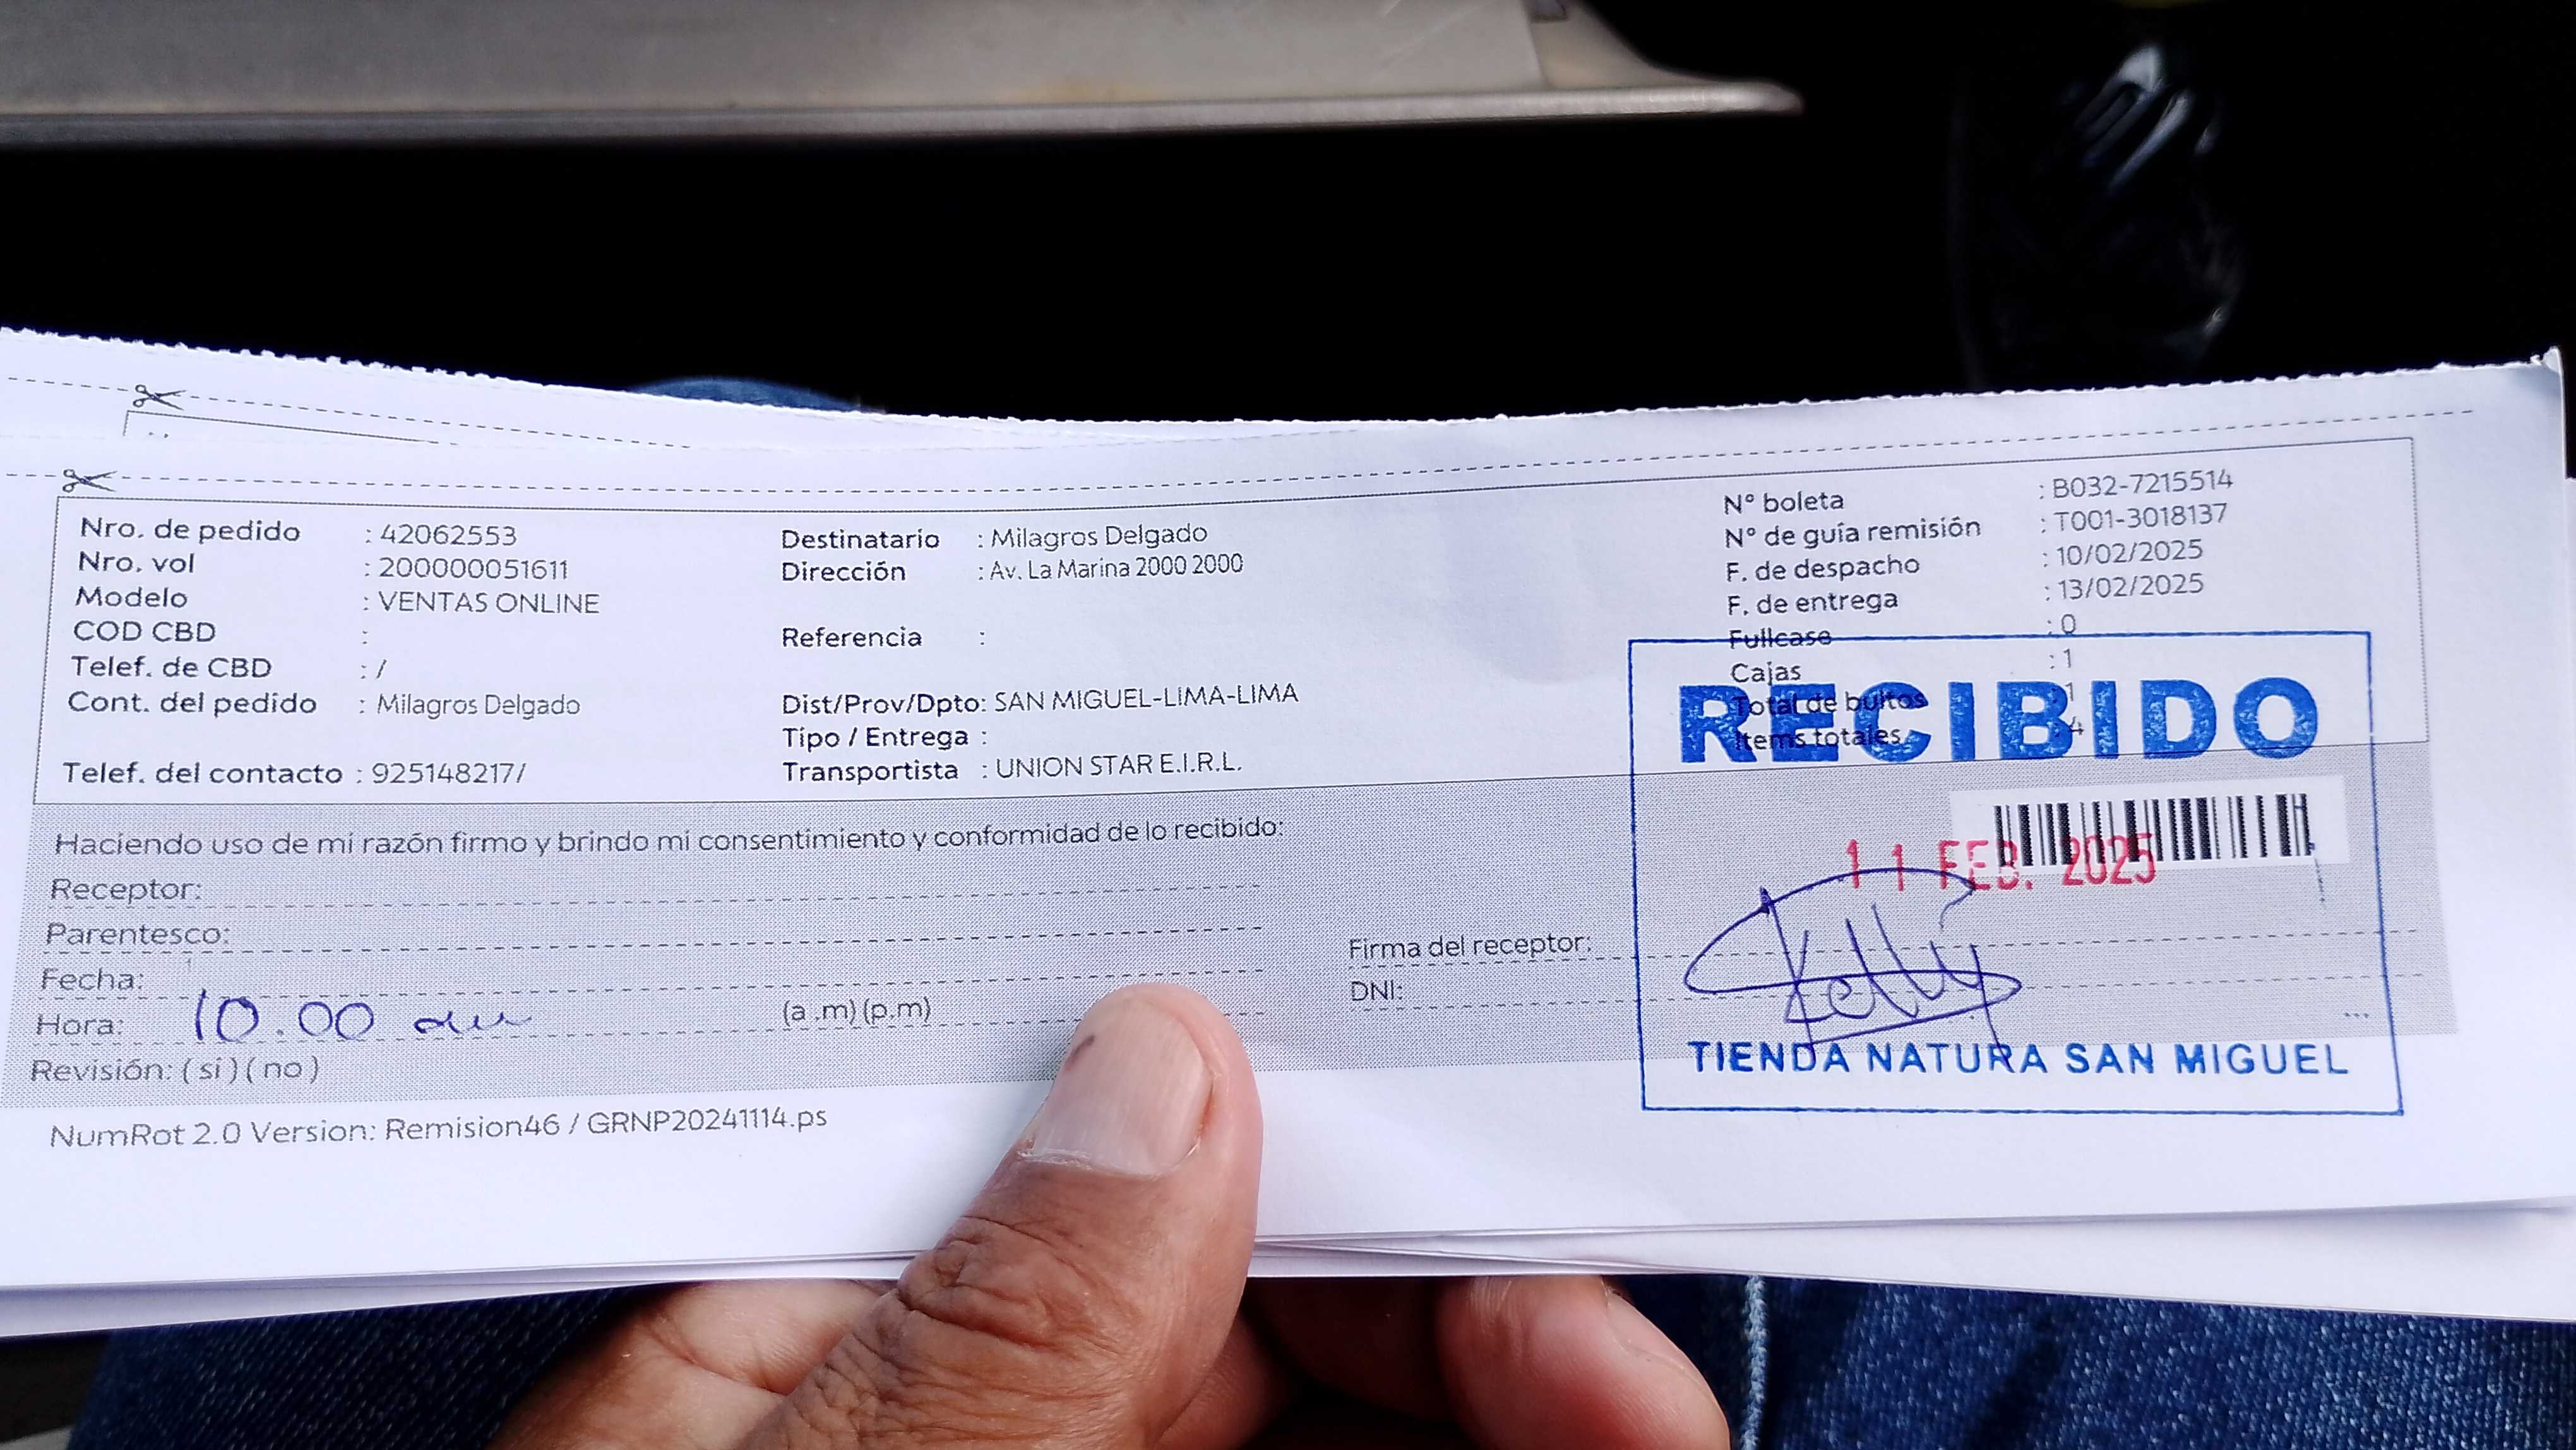 Nro. de pedido : 42062553
Nro. vol : 200000051611
Modelo : VENTAS ONLINE
COD CBD :
Telef. de CBD : /
Cont. del pedido : Milagros Delgado
Telef. del contacto : 925148217/
Destinatario : Milagros Delgado
Dirección : Av. La Marina 2000 2000
Referencia :
Dist/Prov/Dpto: SAN MIGUEL-LIMA-LIMA
Tipo / Entrega :
Transportista : UNION STAR E.I.R.L.
N° boleta : B032-7215514
N° de guía remisión : T001-3018137
F. de despacho : 10/02/2025
F. de entrega : 13/02/2025
Fullcase : 0
Cajas : 1
Total de bultos 1
Items totales 4
RECIBIDO
11 FEB. 2025
Haciendo uso de mi razón firmo y brindo mi consentimiento y conformidad de lo recibido:
Receptor:
Parentesco:
Fecha:
Hora: 10.00 am (a .m) (p.m)
Revisión: ( si ) ( no )
Firma del receptor:
DNI:
Kelly
...
TIENDA NATURA SAN MIGUEL
NumRot 2.0 Version: Remision46 / GRNP20241114.ps